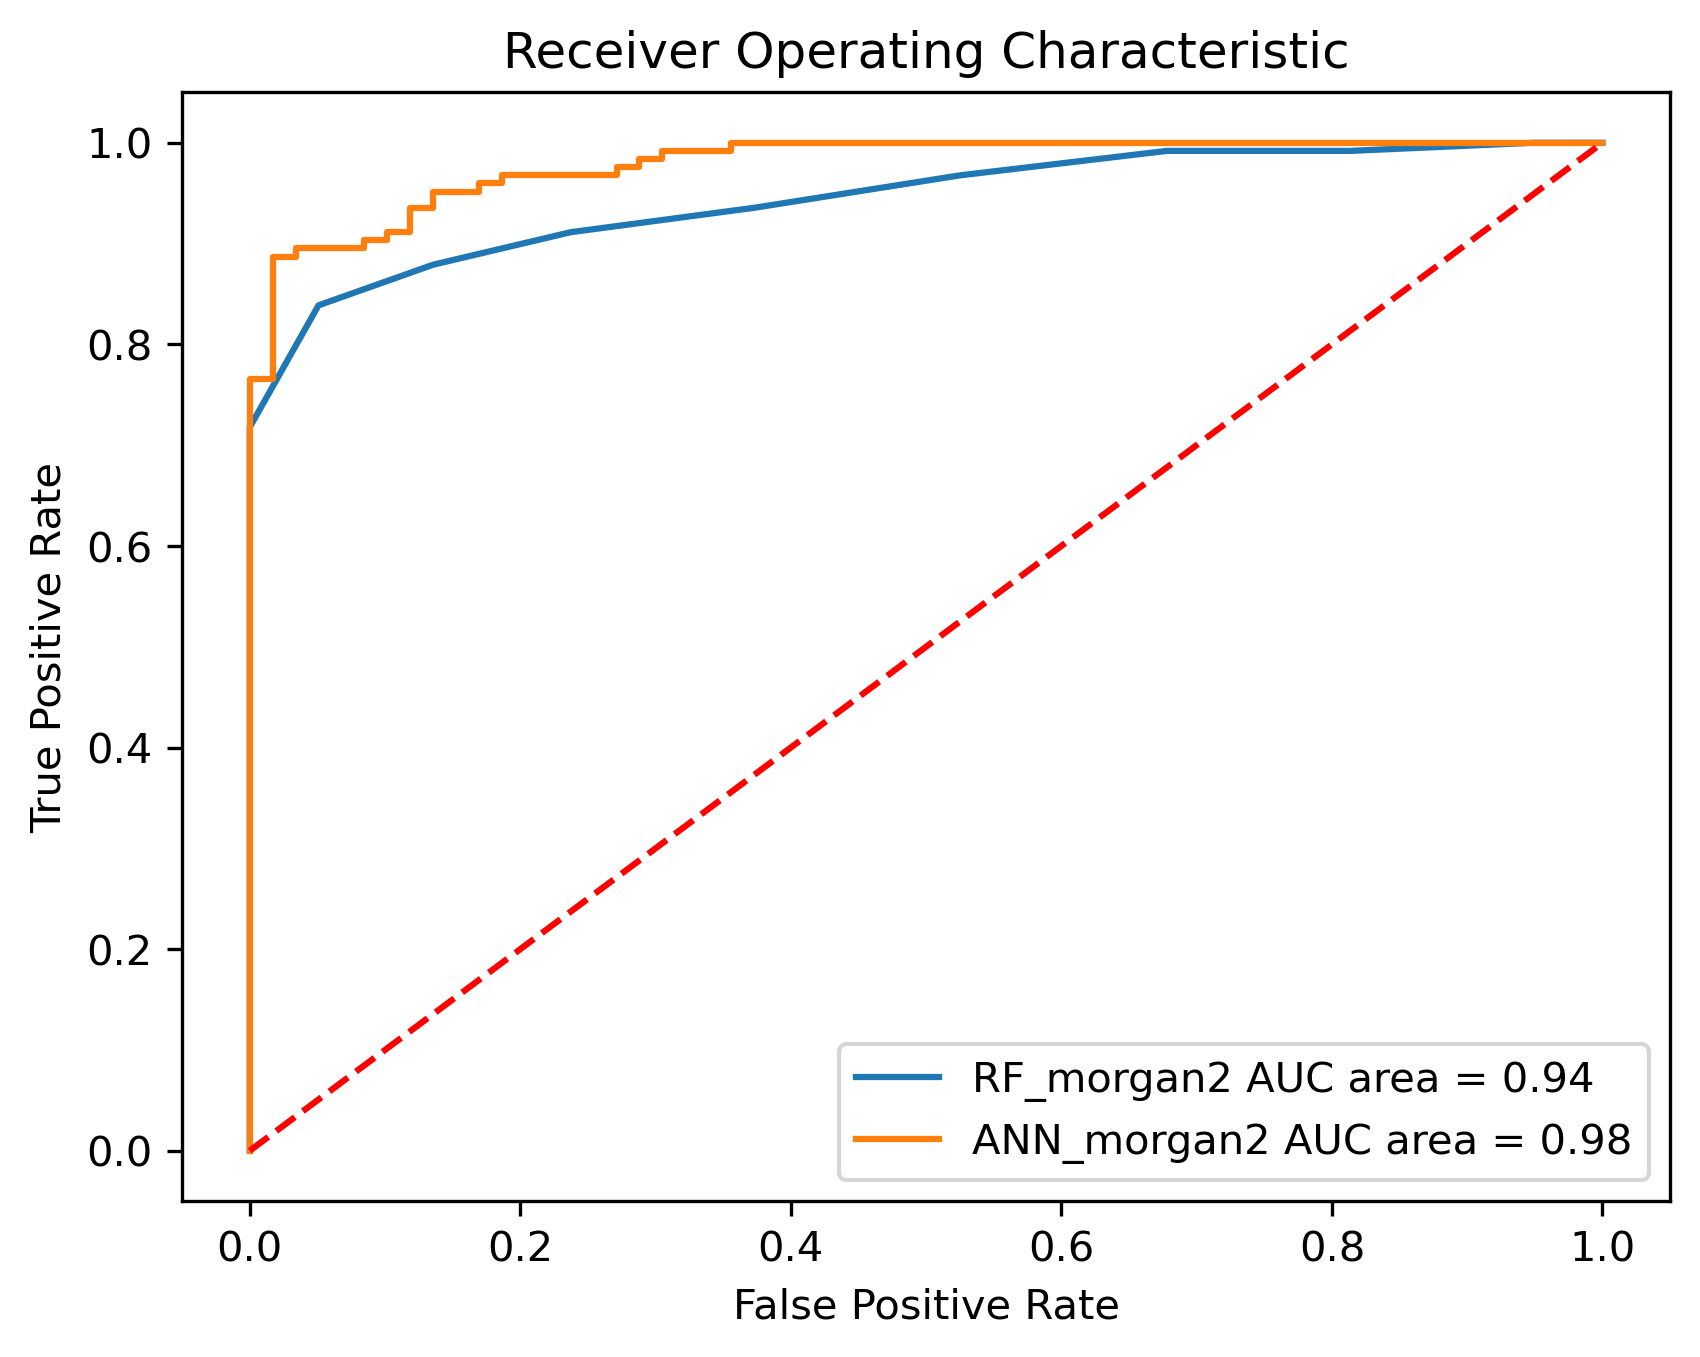 Receiver Operating Characteristic
1.0
0.8
0.6
0.4
0.2
0.0
True Positive Rate
RF_morgan2 AUC area = 0.94
ANN_morgan2 AUC area = 0.98
0.0 0.2 0.4 0.6 0.8 1.0
False Positive Rate